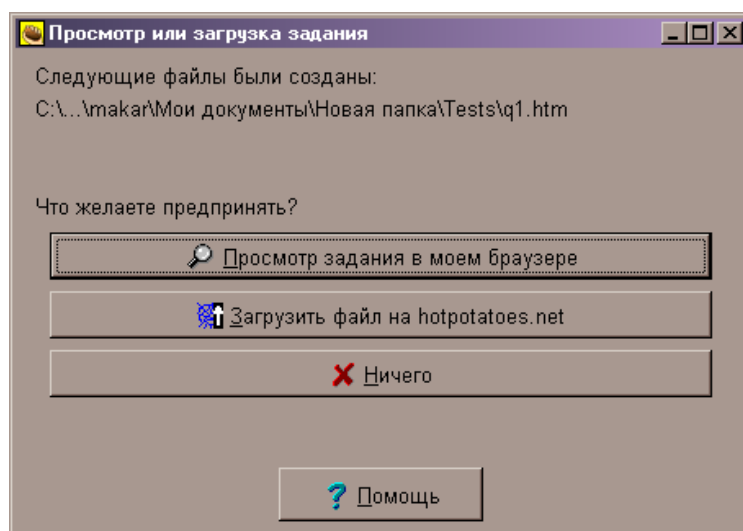 Просмотр или загрузка задания
Следующие файлы были созданы:
C:\...\makar\Мои документы\Новая папка\Tests\q1.htm
Что желаете предпринять?
Просмотр задания в моем браузере
Загрузить файл на hotpotatoes.net
Ничего
Помощь